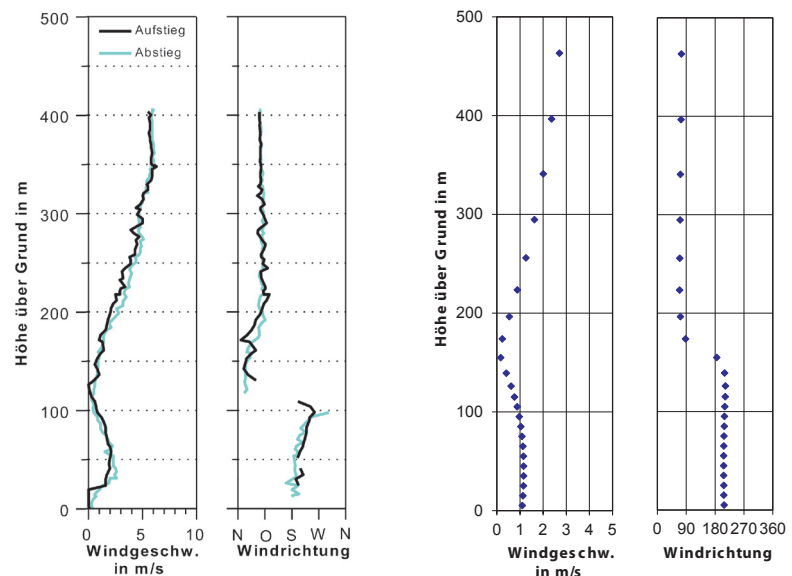 500
400
300
200
100
0
Höhe über Grund in m
Aufstieg
Abstieg
0 5 10
Windgeschw.
in m/s
N O S W N
Windrichtung
500
400
300
200
100
0
Höhe über Grund in m
0 1 2 3 4 5
Windgeschw.
in m/s
0 90 180 270 360
Windrichtung